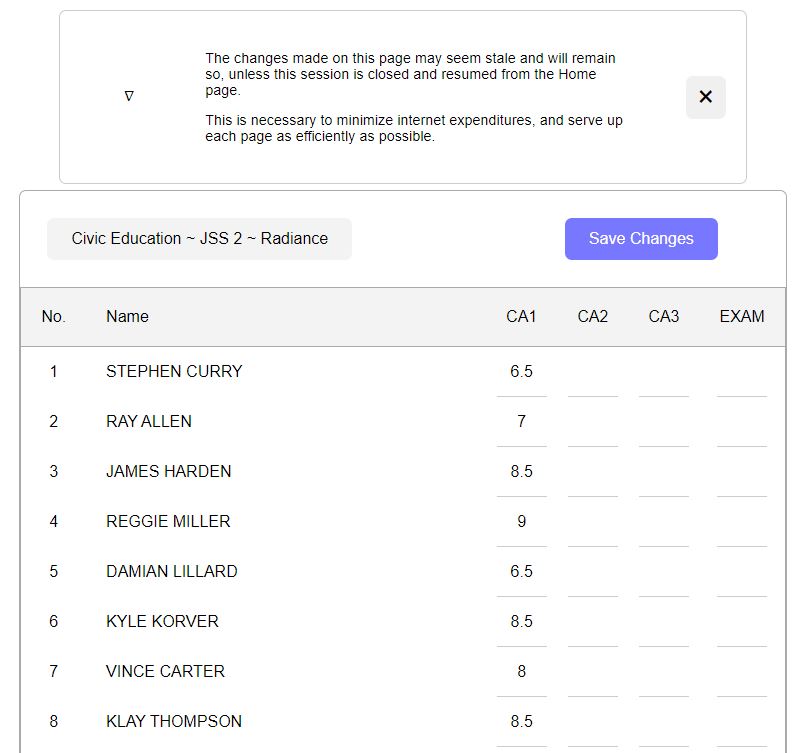 The changes made on this page may seem stale and will remain
so, unless this session is closed and resumed from the Home
page.
∇
×
This is necessary to minimize internet expenditures, and serve up
each page as efficiently as possible.
Civic Education ~ JSS 2 ~ Radiance
Save Changes
No. Name CA1 CA2 CA3 EXAM
1 STEPHEN CURRY 6.5
2 RAY ALLEN 7
3 JAMES HARDEN 8.5
4 REGGIE MILLER 9
5 DAMIAN LILLARD 6.5
6 KYLE KORVER 8.5
7 VINCE CARTER 8
8 KLAY THOMPSON 8.5